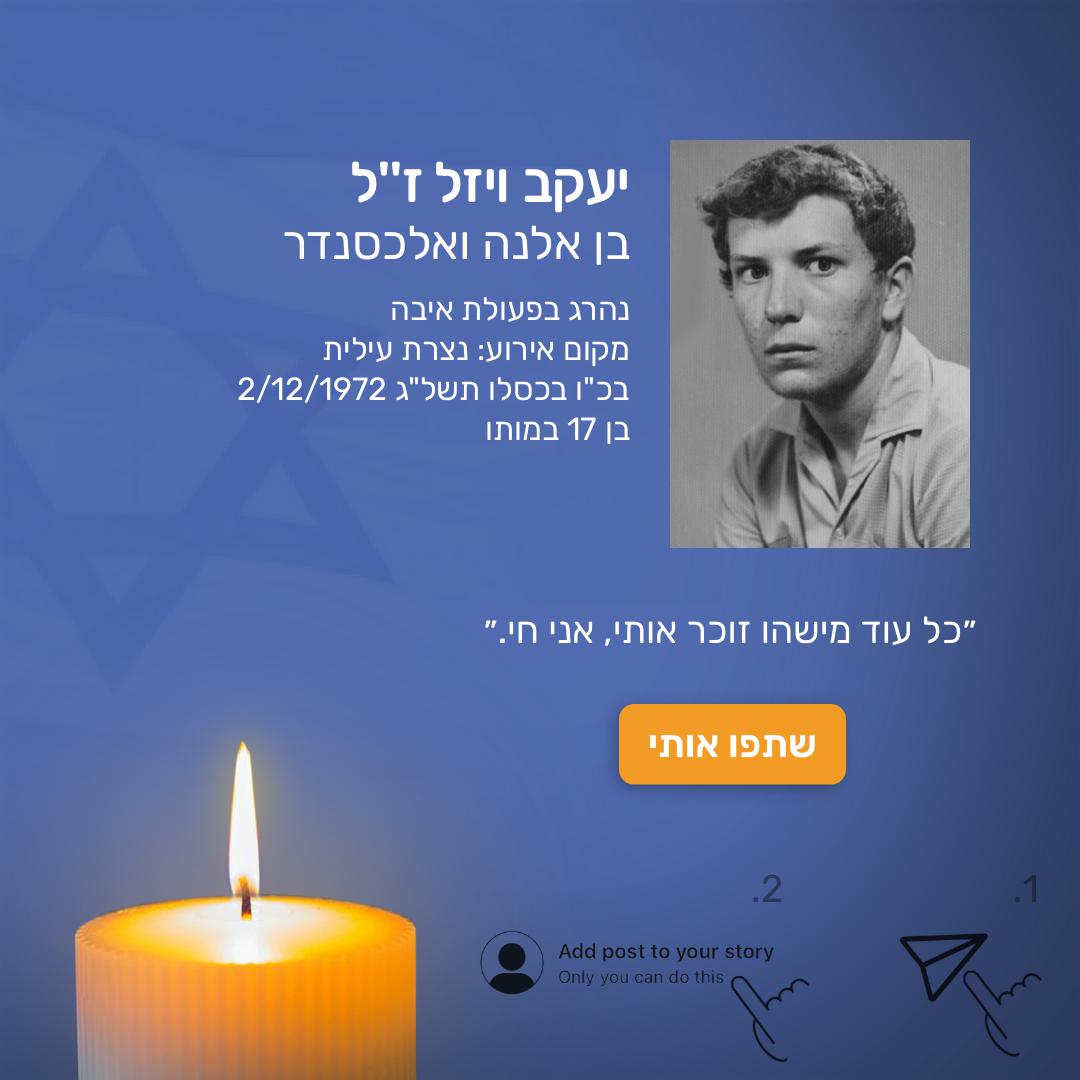 יעקב ויזל ז"ל
בן אלנה ואלכסנדר
נהרג בפעולת איבה
מקום אירוע: נצרת עילית
בכ"ו בכסלו תשל"ג 2/12/1972
בן 17 במותו
״כל עוד מישהו זוכר אותי, אני חי.״
שתפו אותי
1.
2.
Add post to your story
Only you can do this